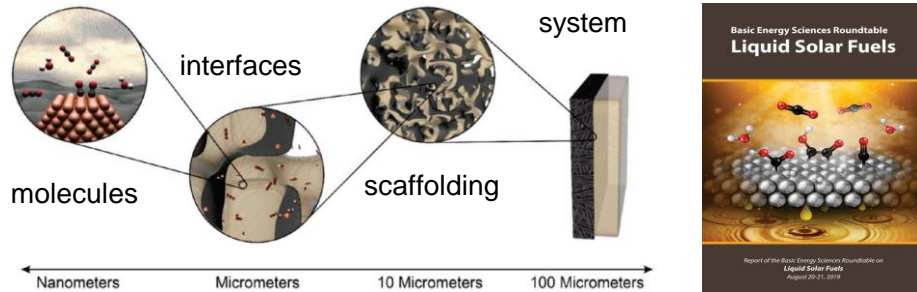 system
interfaces
molecules
scaffolding
Nanometers
Micrometers
10 Micrometers
100 Micrometers
Basic Energy Sciences Roundtable
Liquid Solar Fuels
Report of the Basic Energy Sciences Roundtable on
Liquid Solar Fuels
August 20-21, 2019